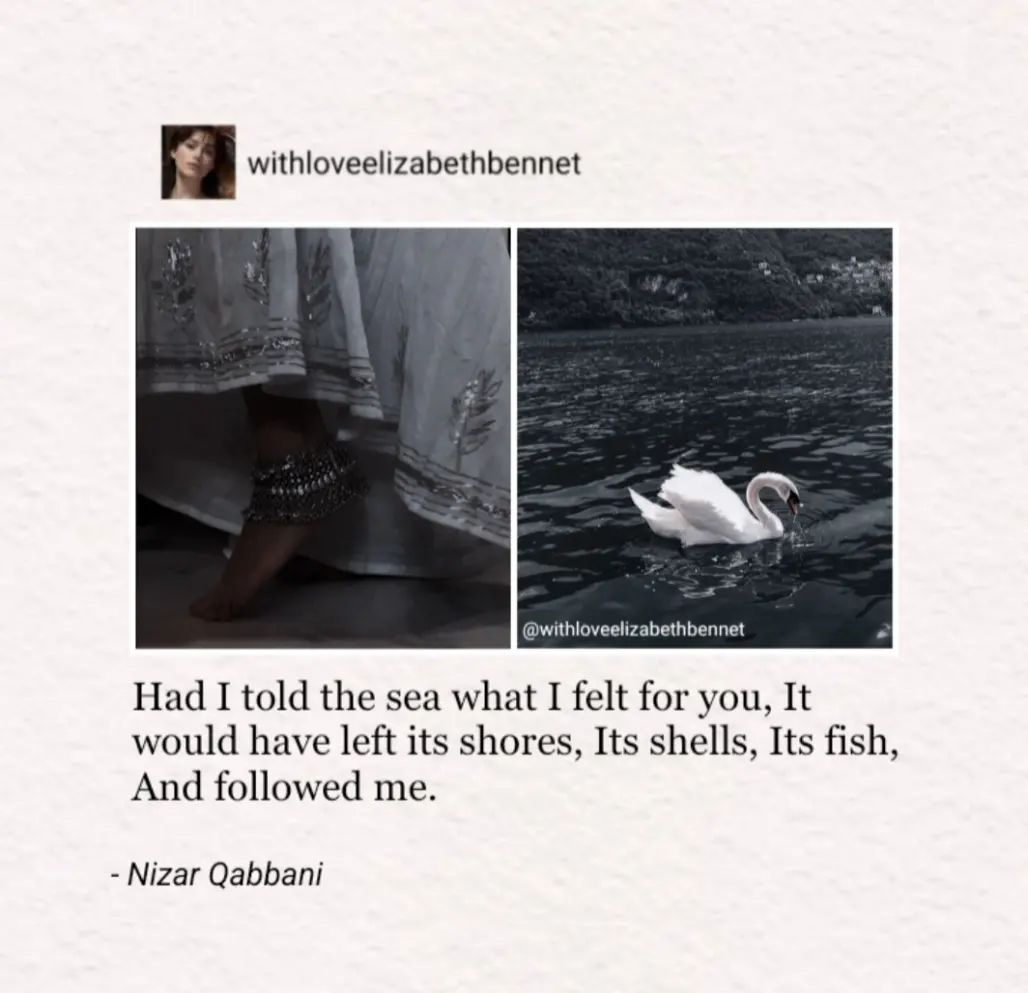 withloveelizabethbennet
@withloveelizabethbennet
Had I told the sea what I felt for you, It
would have left its shores, Its shells, Its fish,
And followed me.
- Nizar Qabbani